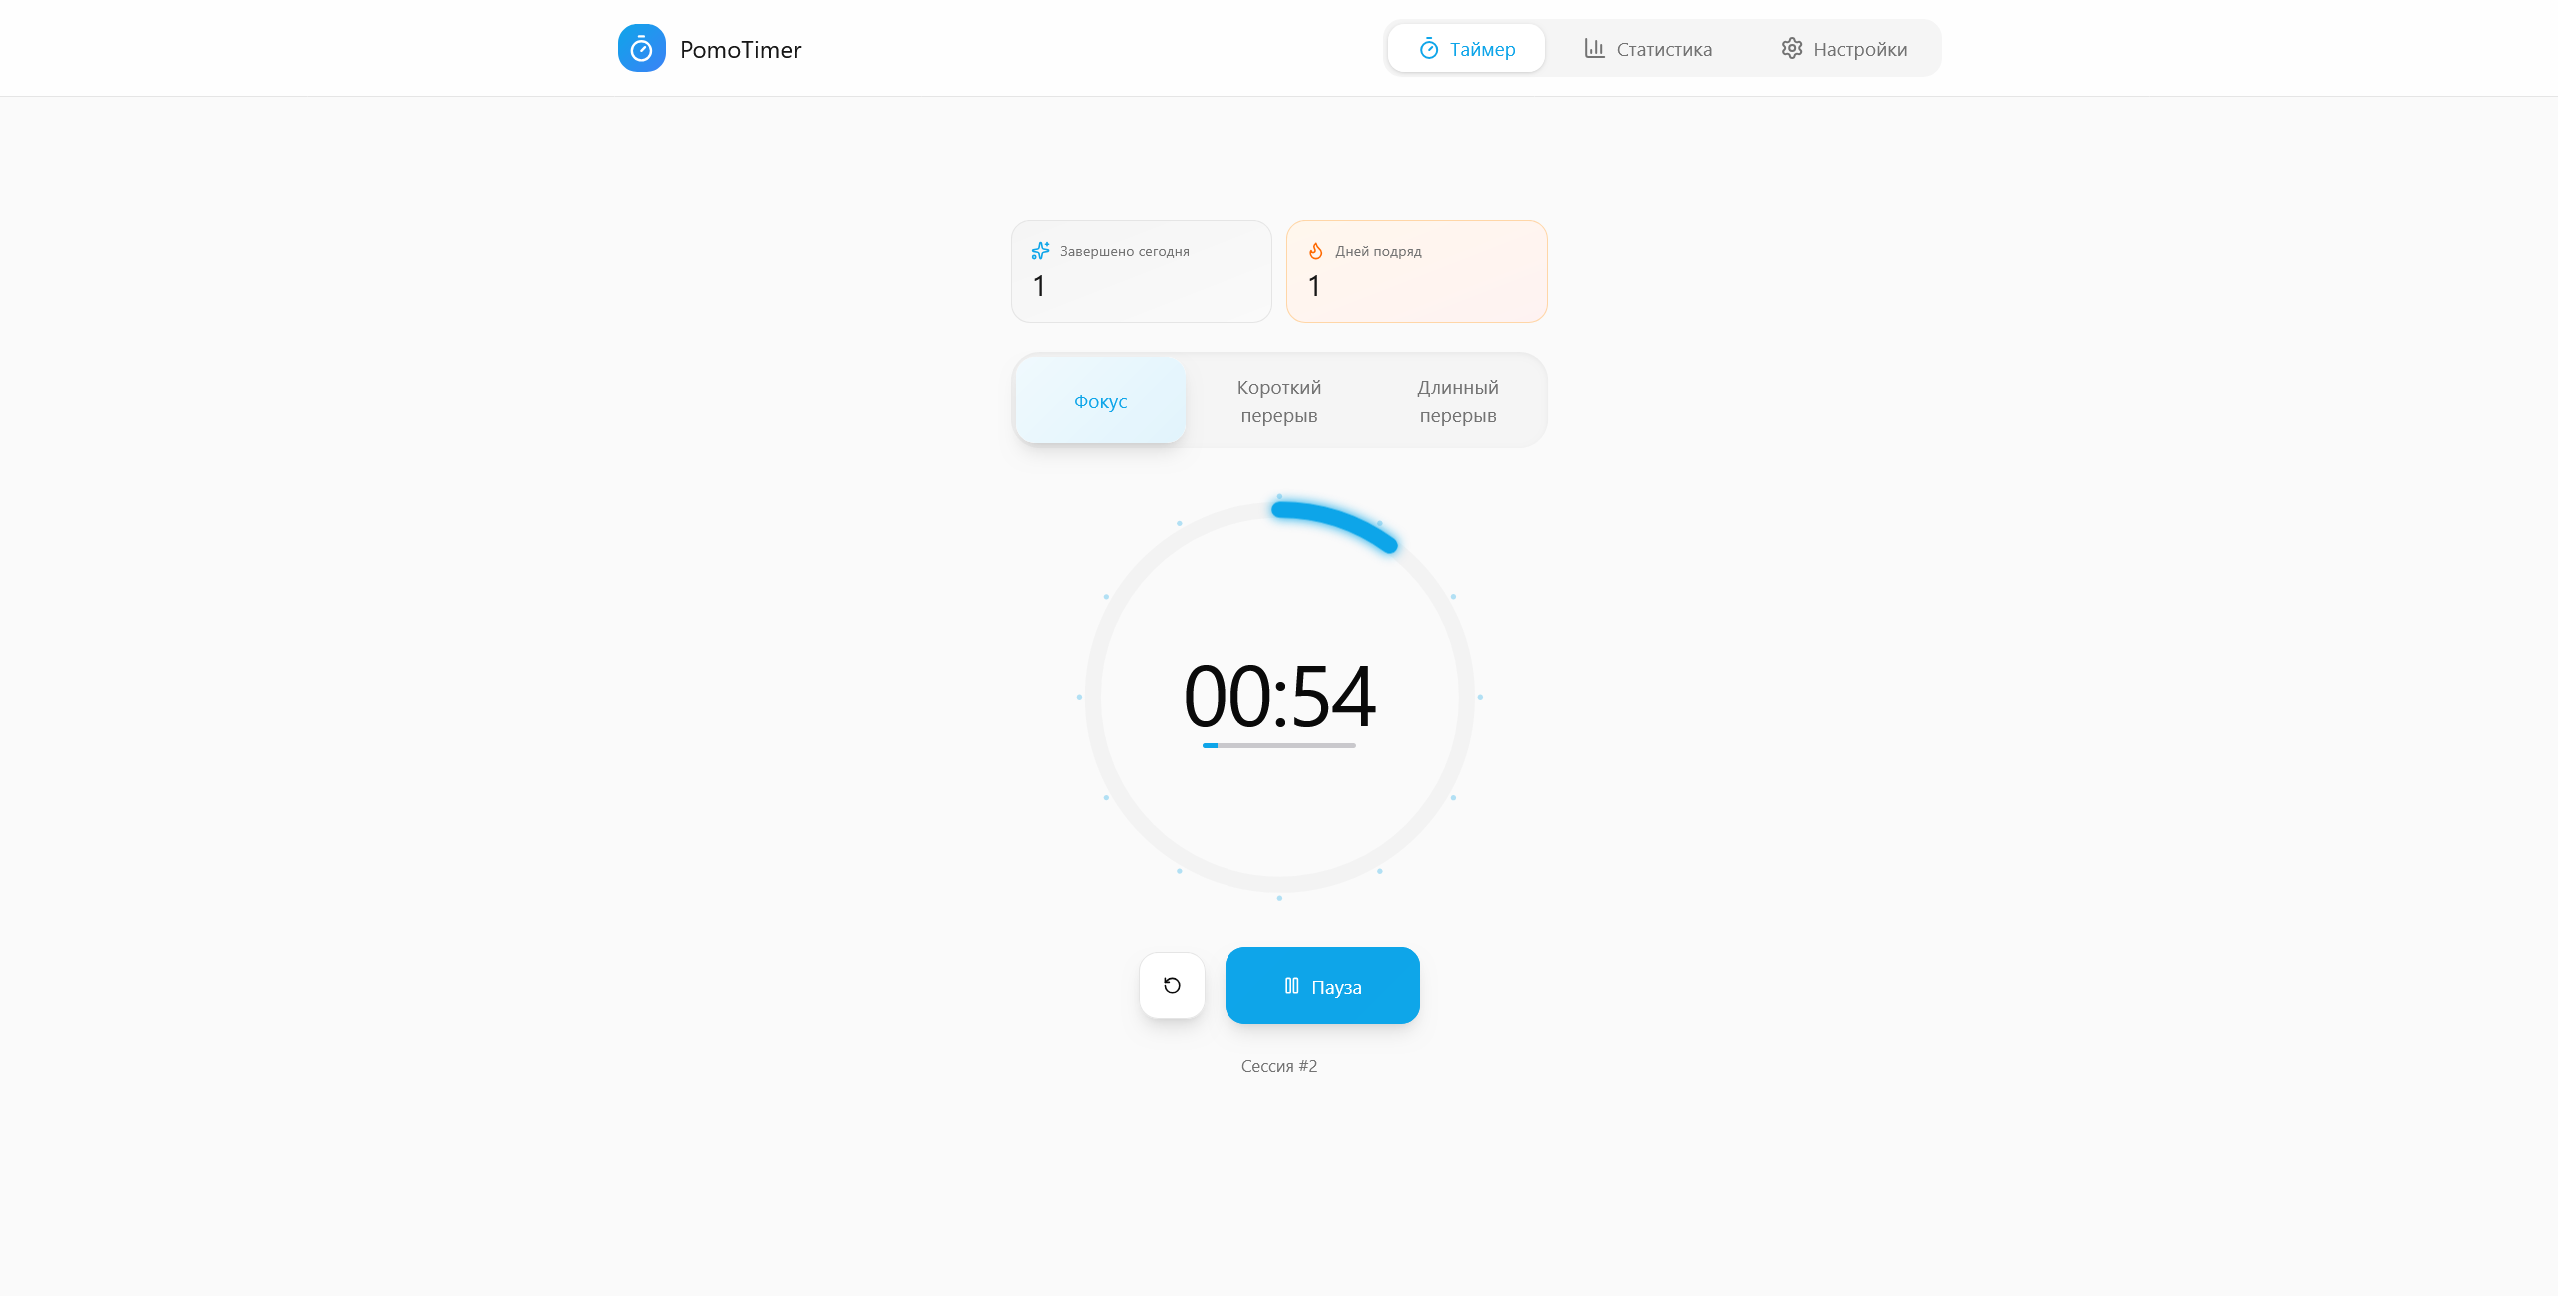 PomoTimer
Таймер
Статистика
Настройки
Завершено сегодня
1
Дней подряд
1
Фокус
Короткий
перерыв
Длинный
перерыв
00:54
Пауза
Сессия #2